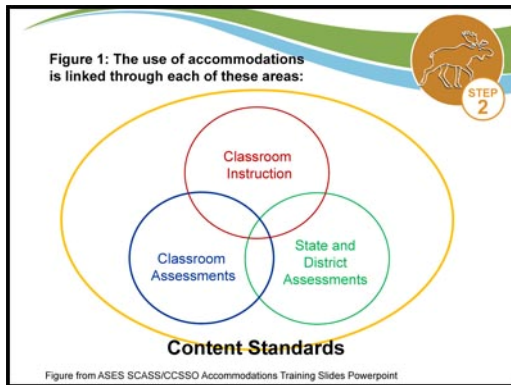 Figure 1: The use of accommodations
is linked through each of these areas:
STEP
2
Classroom
Instruction
Classroom
Assessments
State and
District
Assessments
Content Standards
Figure from ASES SCASS/CCSSO Accommodations Training Slides Powerpoint